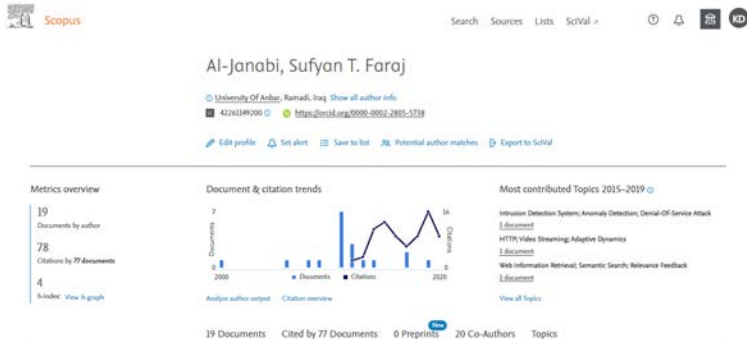 Scopus
Search Sources Lists SciVal ↗
KD
Al-Janabi, Sufyan T. Faraj
University Of Anbar, Ramadi, Iraq Show all author info
42261149200 https://orcid.org/0000-0002-2805-5738
Edit profile Set alert Save to list Potential author matches Export to SciVal
Metrics overview
19
Documents by author
78
Citations by 77 documents
4
h-index: View h-graph
Document & citation trends
7
16
Documents
Citations
0
0
2000
Documents Citations
2020
Analyze author output Citation overview
Most contributed Topics 2015–2019
Intrusion Detection System; Anomaly Detection; Denial-Of-Service Attack
1 document
HTTP; Video Streaming; Adaptive Dynamics
1 document
Web Information Retrieval; Semantic Search; Relevance Feedback
1 document
View all Topics
New
19 Documents Cited by 77 Documents 0 Preprints 20 Co-Authors Topics